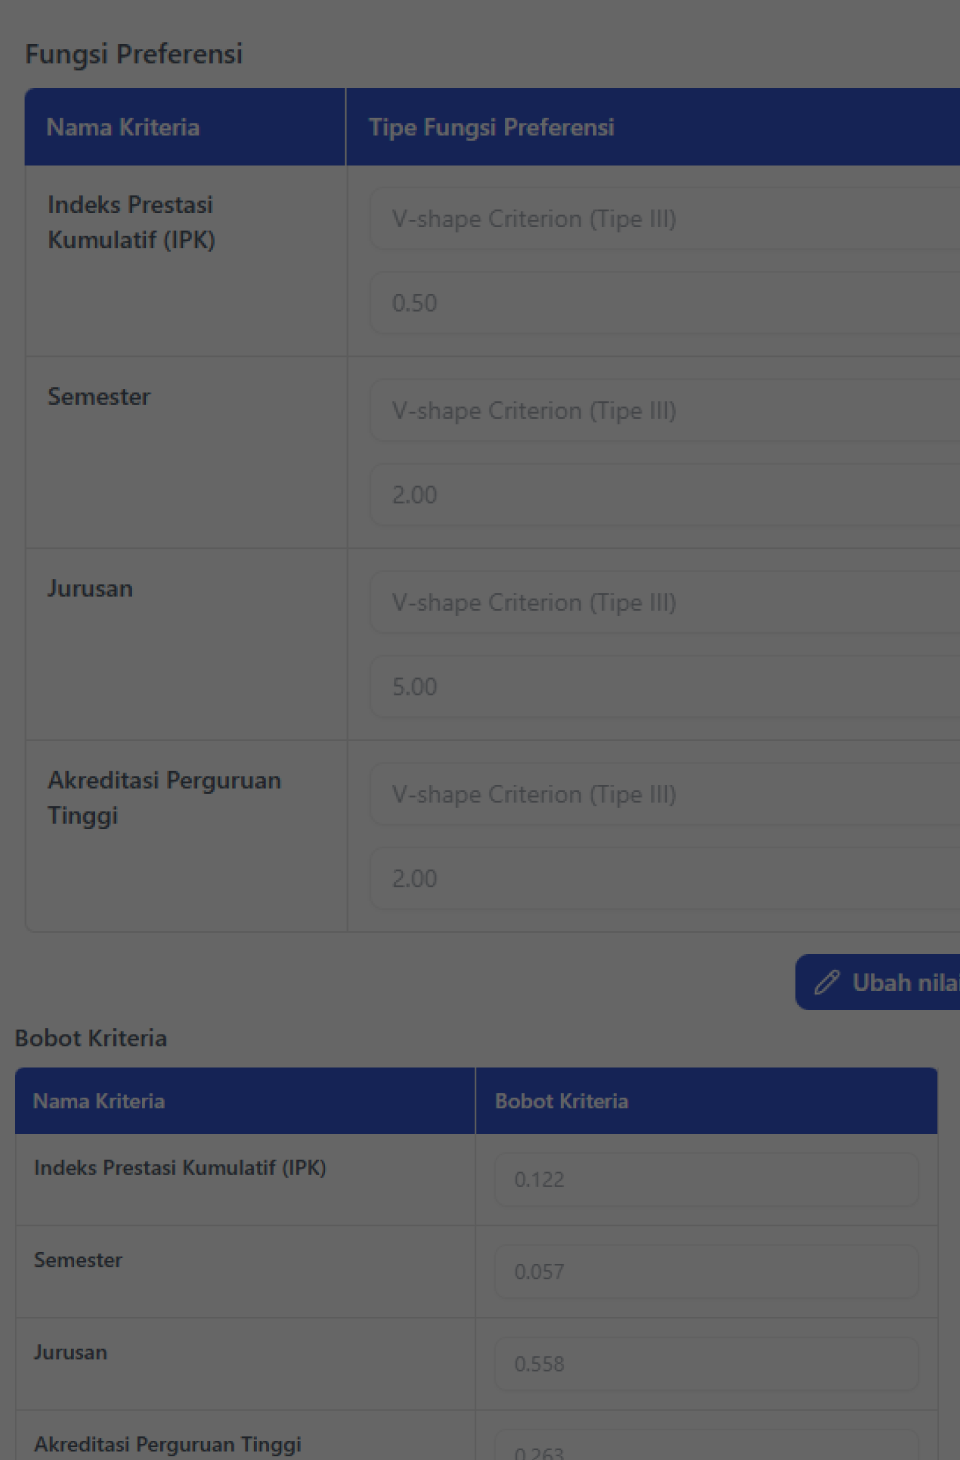 Fungsi Preferensi
Nama Kriteria
Tipe Fungsi Preferensi
Indeks Prestasi
Kumulatif (IPK)
V-shape Criterion (Tipe III)
0.50
Semester
V-shape Criterion (Tipe III)
2.00
Jurusan
V-shape Criterion (Tipe III)
5.00
Akreditasi Perguruan
Tinggi
V-shape Criterion (Tipe III)
2.00
Ubah nilai
Bobot Kriteria
Nama Kriteria
Bobot Kriteria
Indeks Prestasi Kumulatif (IPK)
0.122
Semester
0.057
Jurusan
0.558
Akreditasi Perguruan Tinggi
0.263